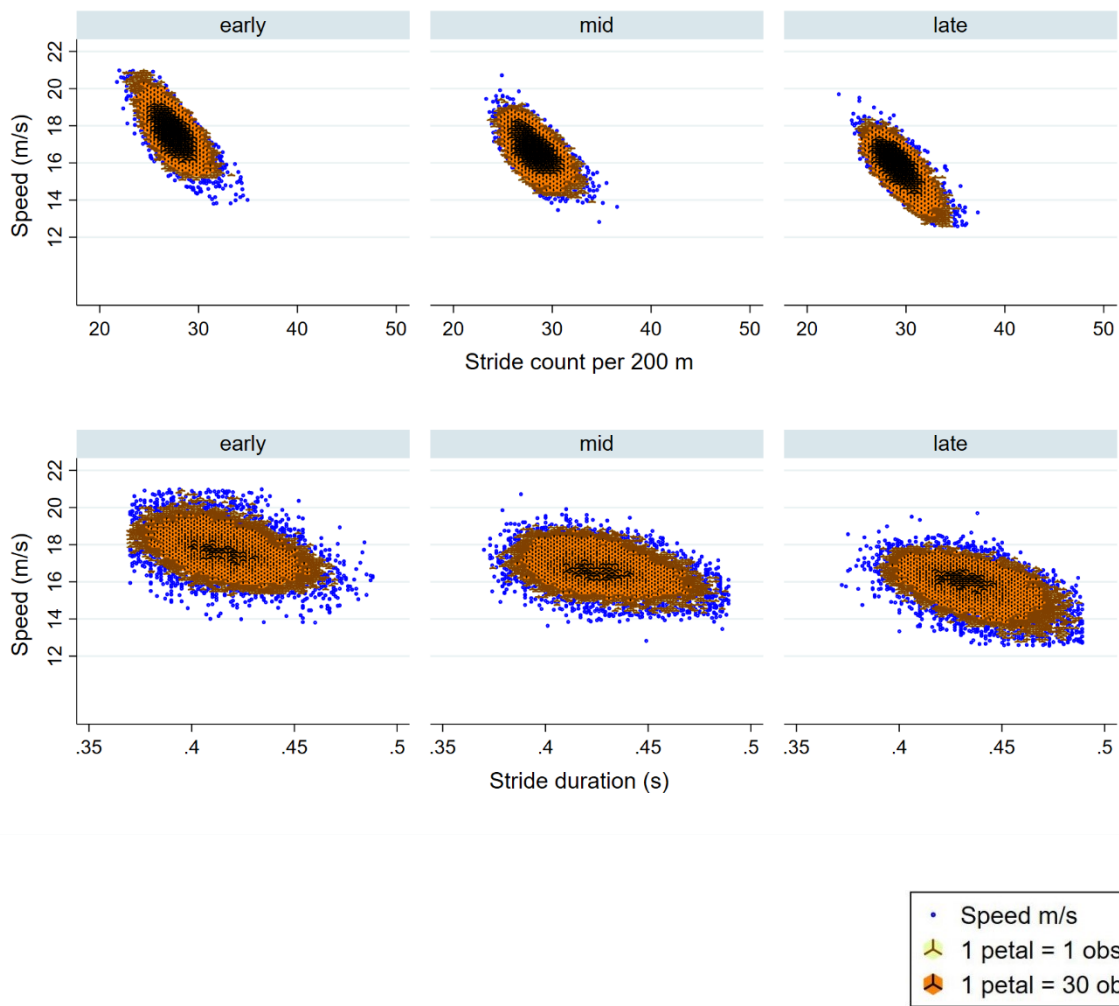 early mid late
Speed (m/s)
22
20
18
16
14
12
20 30 40 50 20 30 40 50 20 30 40 50
Stride count per 200 m
early mid late
Speed (m/s)
22
20
18
16
14
12
.35 .4 .45 .5 .35 .4 .45 .5 .35 .4 .45 .5
Stride duration (s)
Speed m/s
1 petal = 1 obs
1 petal = 30 ob